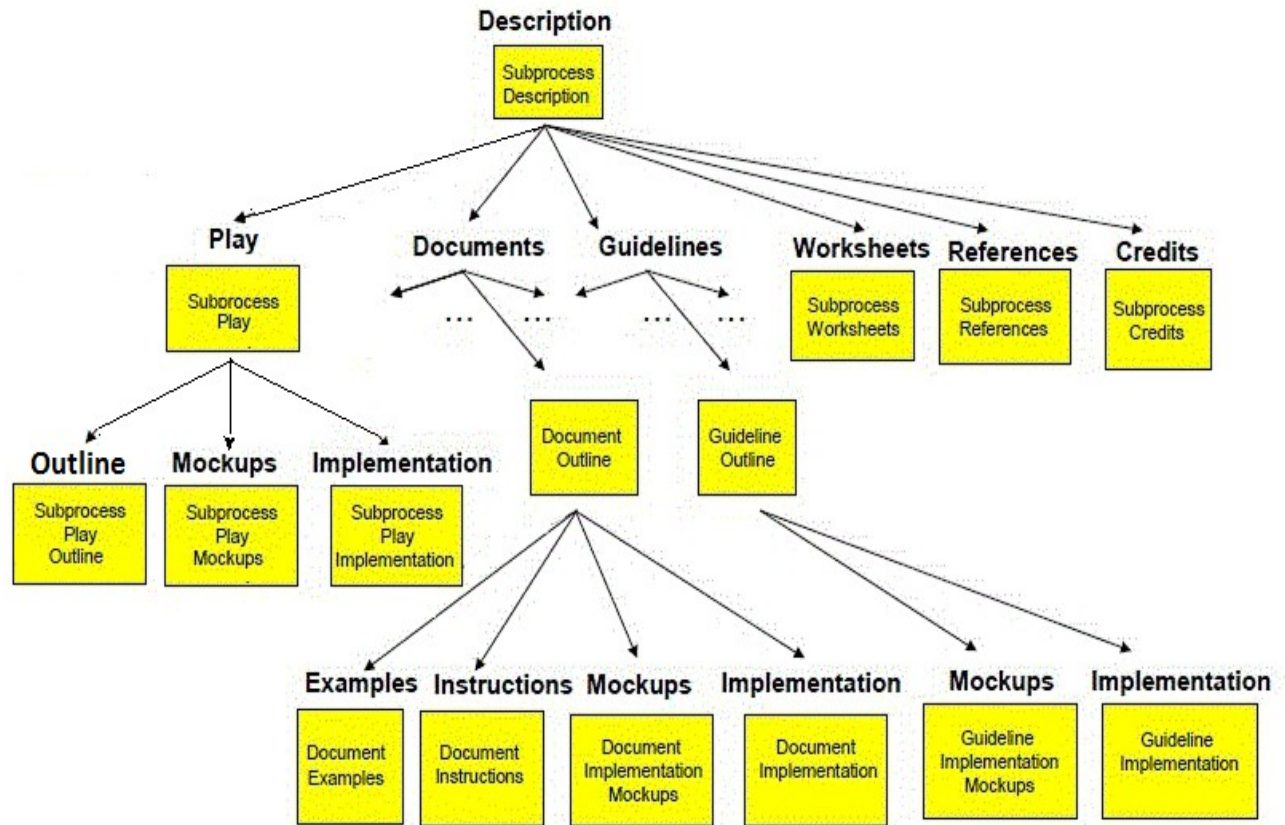 Description
Subprocess
Description
Play
Documents
Guidelines
Worksheets
References
Credits
Subprocess
Play
... ...
... ...
Subprocess
Worksheets
Subprocess
References
Subprocess
Credits
Document
Outline
Guideline
Outline
Outline
Mockups
Implementation
Subprocess
Play
Outline
Subprocess
Play
Mockups
Subprocess
Play
Implementation
Examples
Instructions
Mockups
Implementation
Mockups
Implementation
Document
Examples
Document
Instructions
Document
Implementation
Mockups
Document
Implementation
Guideline
Implementation
Mockups
Guideline
Implementation